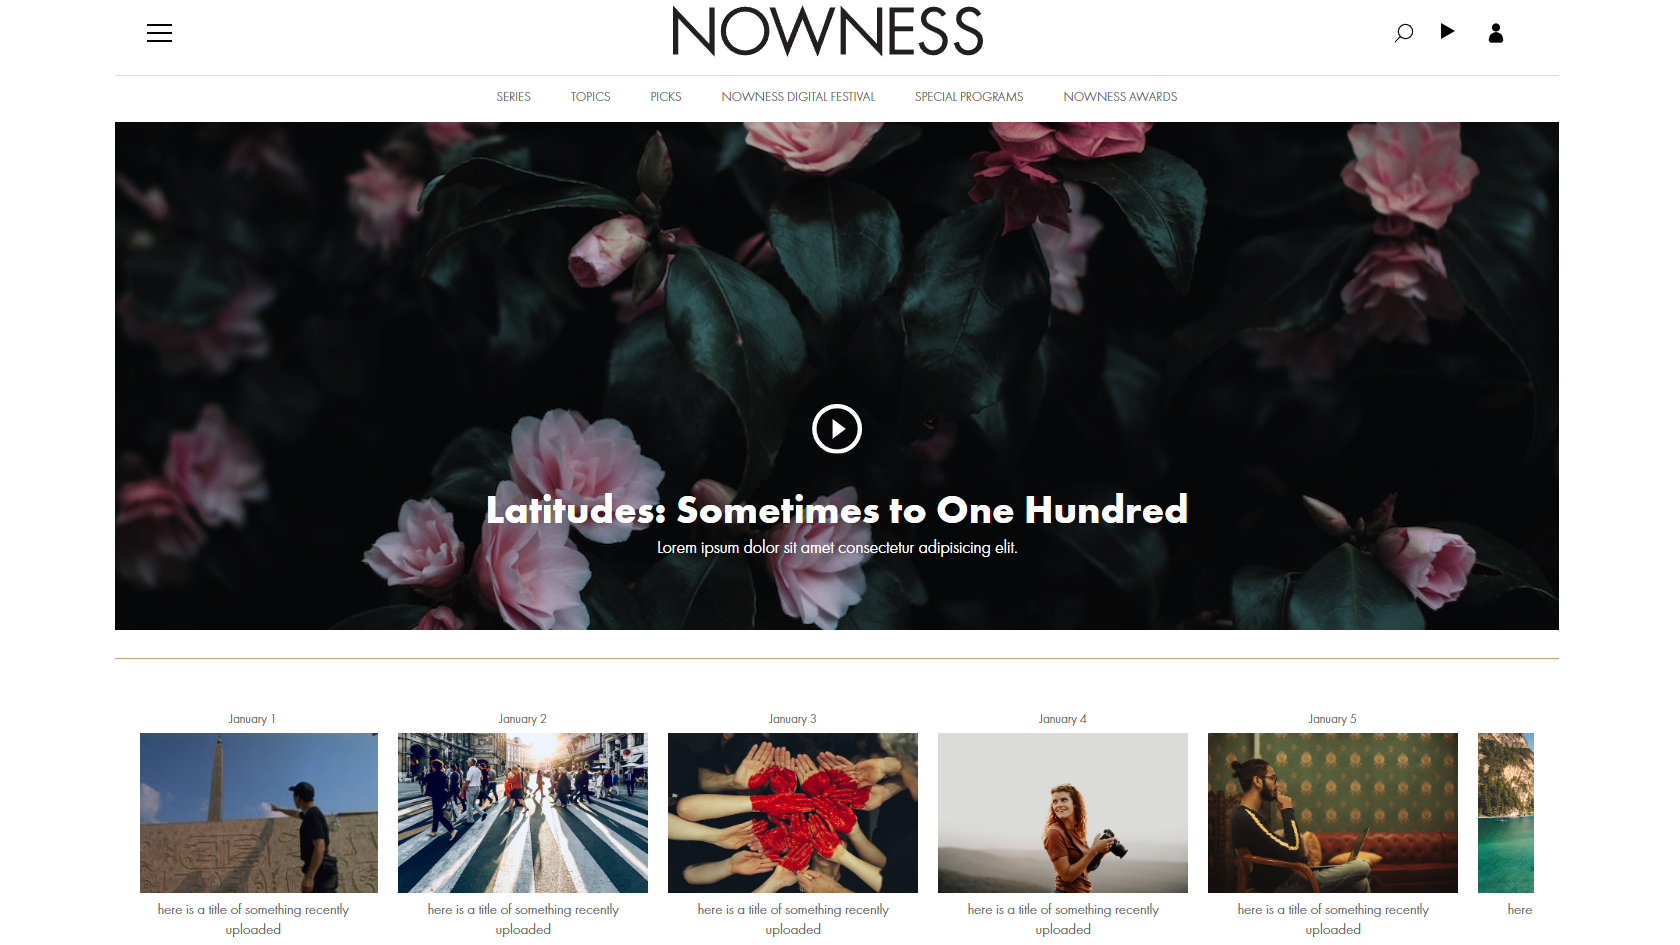 NOWNESS
SERIES TOPICS PICKS NOWNESS DIGITAL FESTIVAL SPECIAL PROGRAMS NOWNESS AWARDS
Latitudes: Sometimes to One Hundred
Lorem ipsum dolor sit amet consectetur adipisicing elit.
January 1 January 2 January 3 January 4 January 5
here is a title of something recently here is a title of something recently here is a title of something recently here is a title of something recently here is a title of something recently here
uploaded uploaded uploaded uploaded uploaded